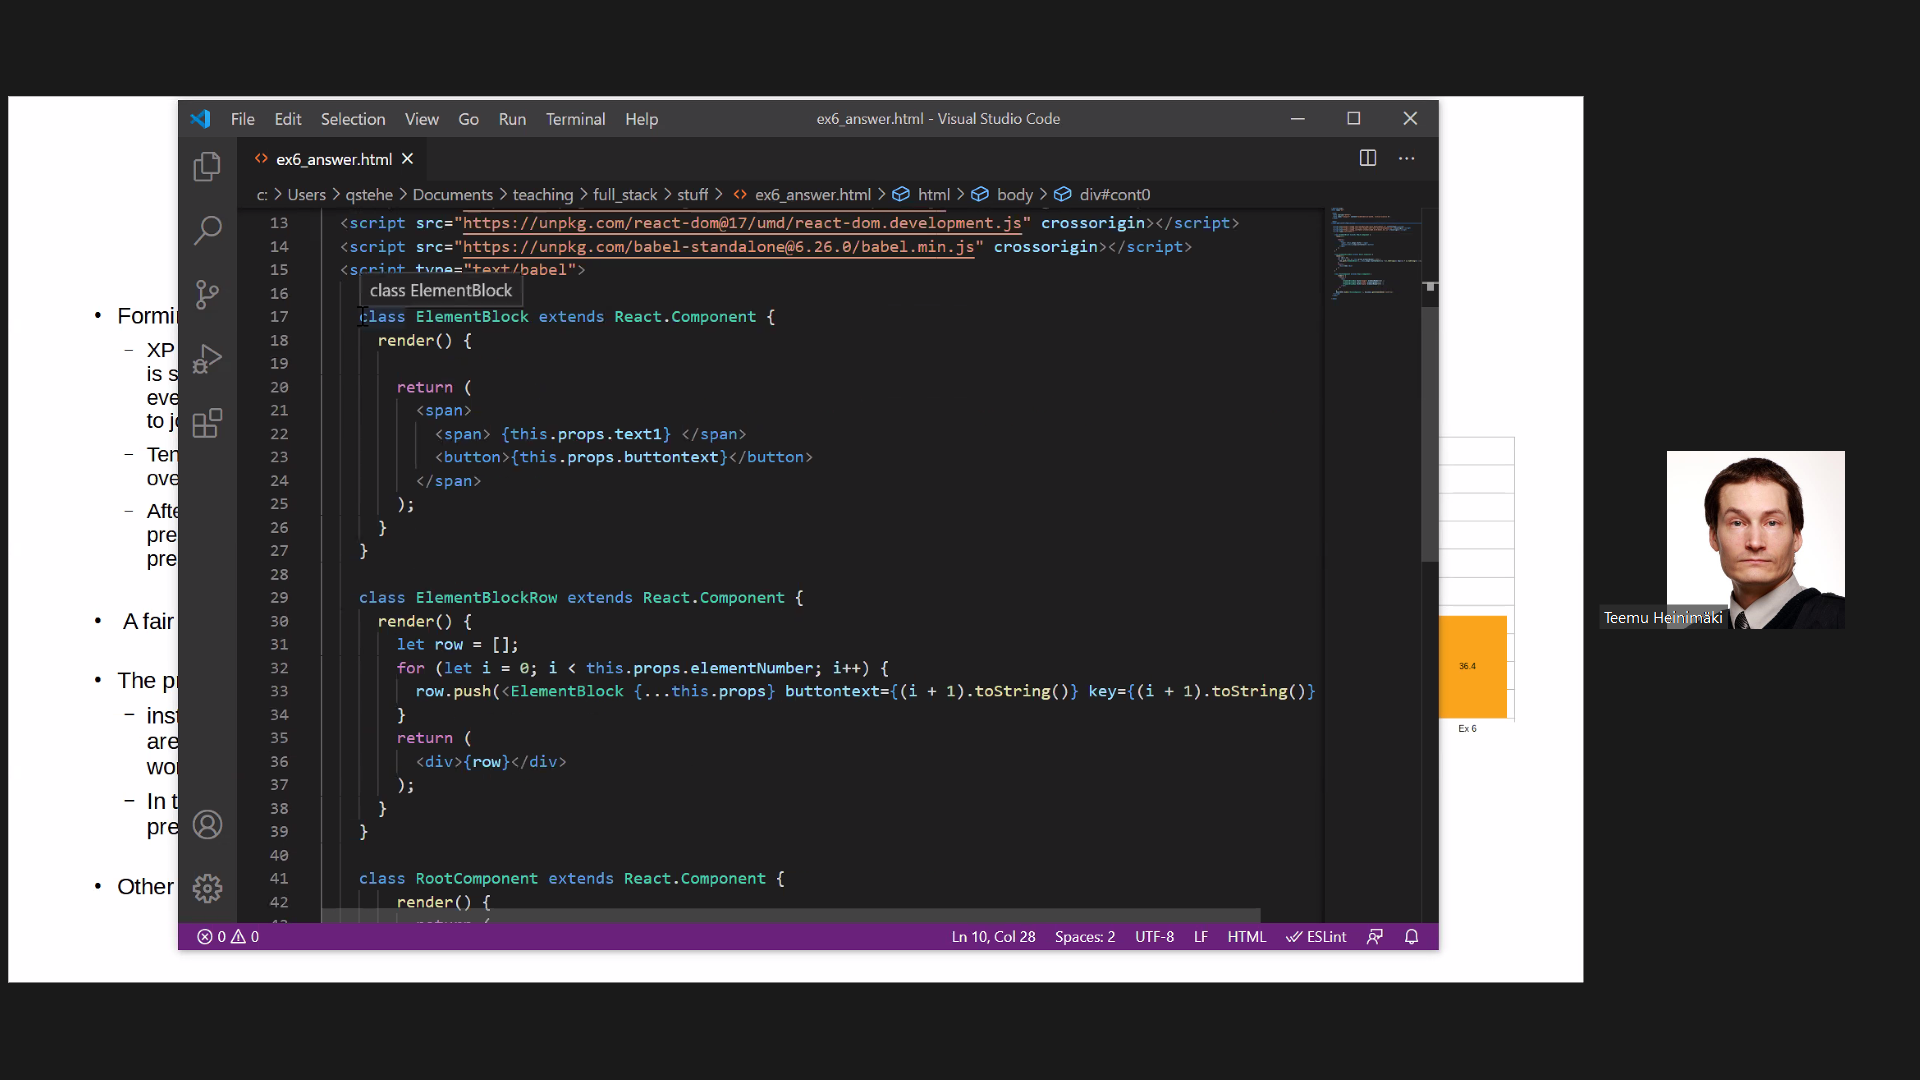 File Edit Selection View Go Run Terminal Help
ex6_answer.html - Visual Studio Code
ex6_answer.html
c: > Users > qstehe > Documents > teaching > full_stack > stuff > ex6_answer.html > html > body > div#cont0
13 <script src="https://unpkg.com/react-dom@17/umd/react-dom.development.js" crossorigin></script>
14 <script src="https://unpkg.com/babel-standalone@6.26.0/babel.min.js" crossorigin></script>
15 <script type="text/babel">
class ElementBlock
16
17 class ElementBlock extends React.Component {
18 render() {
19
20 return (
21 <span>
22 <span> {this.props.text1} </span>
23 <button>{this.props.buttontext}</button>
24 </span>
25 );
26 }
27 }
28
29 class ElementBlockRow extends React.Component {
30 render() {
31 let row = [];
32 for (let i = 0; i < this.props.elementNumber; i++) {
33 row.push(<ElementBlock {...this.props} buttontext={(i + 1).toString()} key={(i + 1).toString()}
34 }
35 return (
36 <div>{row}</div>
37 );
38 }
39 }
40
41 class RootComponent extends React.Component {
42 render() {
0 0
Ln 10, Col 28 Spaces: 2 UTF-8 LF HTML ESLint
• Formi
– XP
is s
eve
to jo
– Ten
ove
– Afte
pre
pre
• A fair
• The p
– inst
are
wor
– In t
pre
• Other
36.4
Ex 6
Teemu Heinimäki